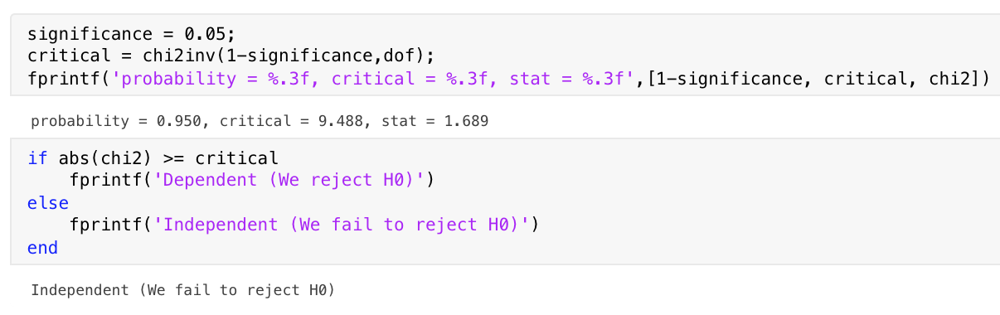 significance = 0.05;
critical = chi2inv(1-significance,dof);
fprintf('probability = %.3f, critical = %.3f, stat = %.3f',[1-significance, critical, chi2])
probability = 0.950, critical = 9.488, stat = 1.689
if abs(chi2) >= critical
    fprintf('Dependent (We reject H0)')
else
    fprintf('Independent (We fail to reject H0)')
end
Independent (We fail to reject H0)